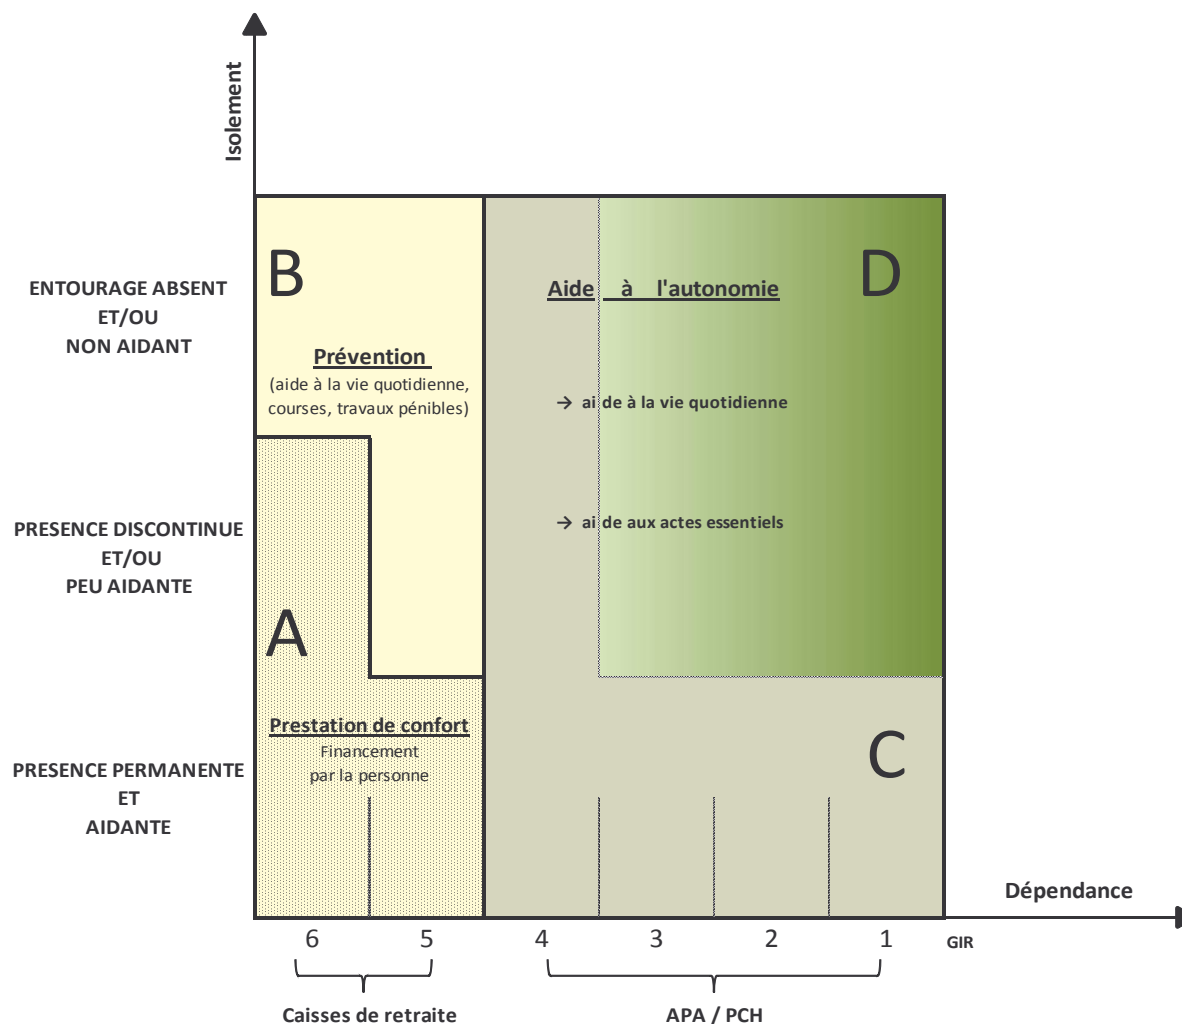 Isolement
ENTOURAGE ABSENT
ET/OU
NON AIDANT
B
Prévention
(aide à la vie quotidienne,
courses, travaux pénibles)
Aide à l'autonomie
D
→ aide à la vie quotidienne
→ aide aux actes essentiels
PRESENCE DISCONTINUE
ET/OU
PEU AIDANTE
A
Prestation de confort
Financement
par la personne
C
PRESENCE PERMANENTE
ET
AIDANTE
Dépendance
6 5 4 3 2 1 GIR
Caisses de retraite
APA / PCH